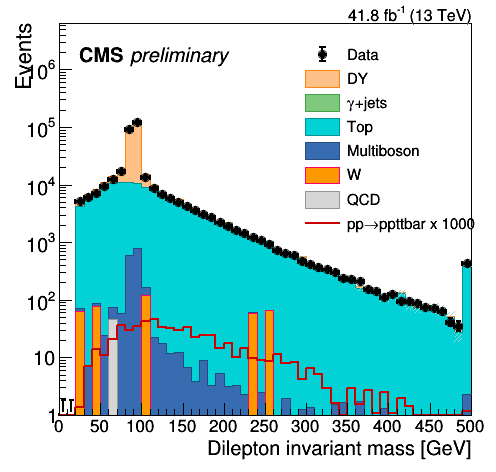 41.8 fb⁻¹ (13 TeV)
Events
CMS preliminary
Data
DY
γ+jets
Top
Multiboson
W
QCD
pp→ppttbar x 1000
10⁶
10⁵
10⁴
10³
10²
10
1
0 50 100 150 200 250 300 350 400 450 500
Dilepton invariant mass [GeV]